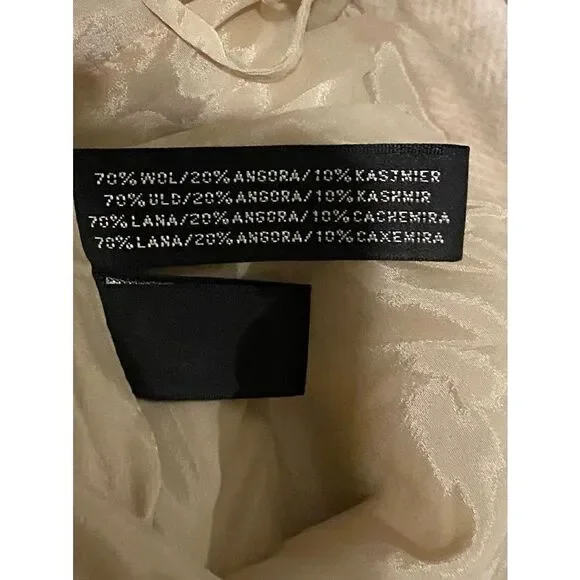 70% WOL/20% ANGORA/10% KASJMIER
70% ULD/20% ANGORA/10% KASHMIR
70% LANA/20% ANGORA/10% CACHEMIRA
70% LANA/20% ANGORA/10% CAXEMIRA